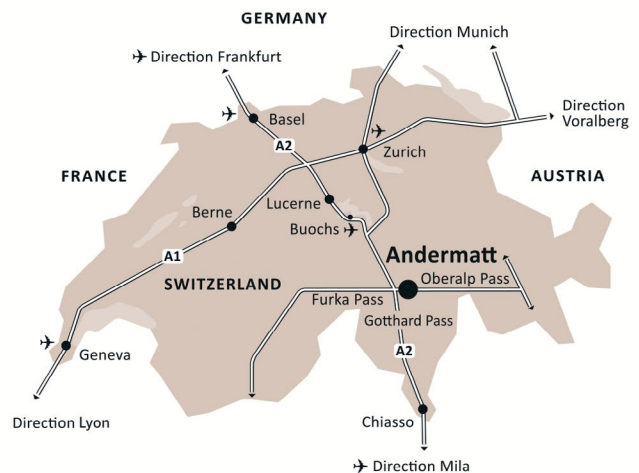 GERMANY
Direction Munich
Direction Frankfurt
Direction
Voralberg
Basel
A2
Zurich
FRANCE
AUSTRIA
Lucerne
Berne
Buochs
Andermatt
A1
SWITZERLAND
Oberalp Pass
Furka Pass
Gotthard Pass
A2
Geneva
Chiasso
Direction Lyon
Direction Mila